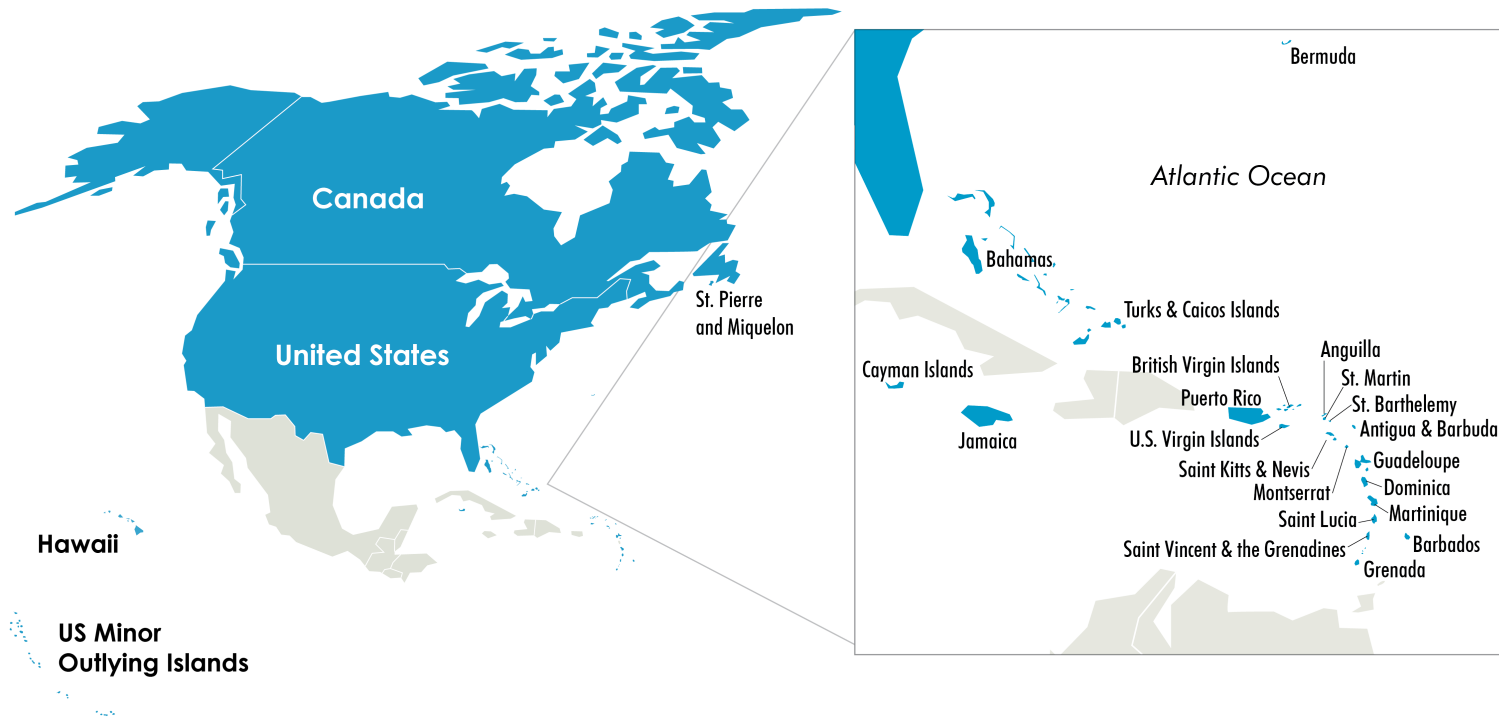 Canada
United States
St. Pierre
and Miquelon
Hawaii
US Minor
Outlying Islands
Bermuda
Atlantic Ocean
Bahamas
Turks & Caicos Islands
Cayman Islands
Jamaica
British Virgin Islands
Puerto Rico
U.S. Virgin Islands
Anguilla
St. Martin
St. Barthelemy
Antigua & Barbuda
Saint Kitts & Nevis
Montserrat
Guadeloupe
Dominica
Martinique
Saint Lucia
Barbados
Saint Vincent & the Grenadines
Grenada